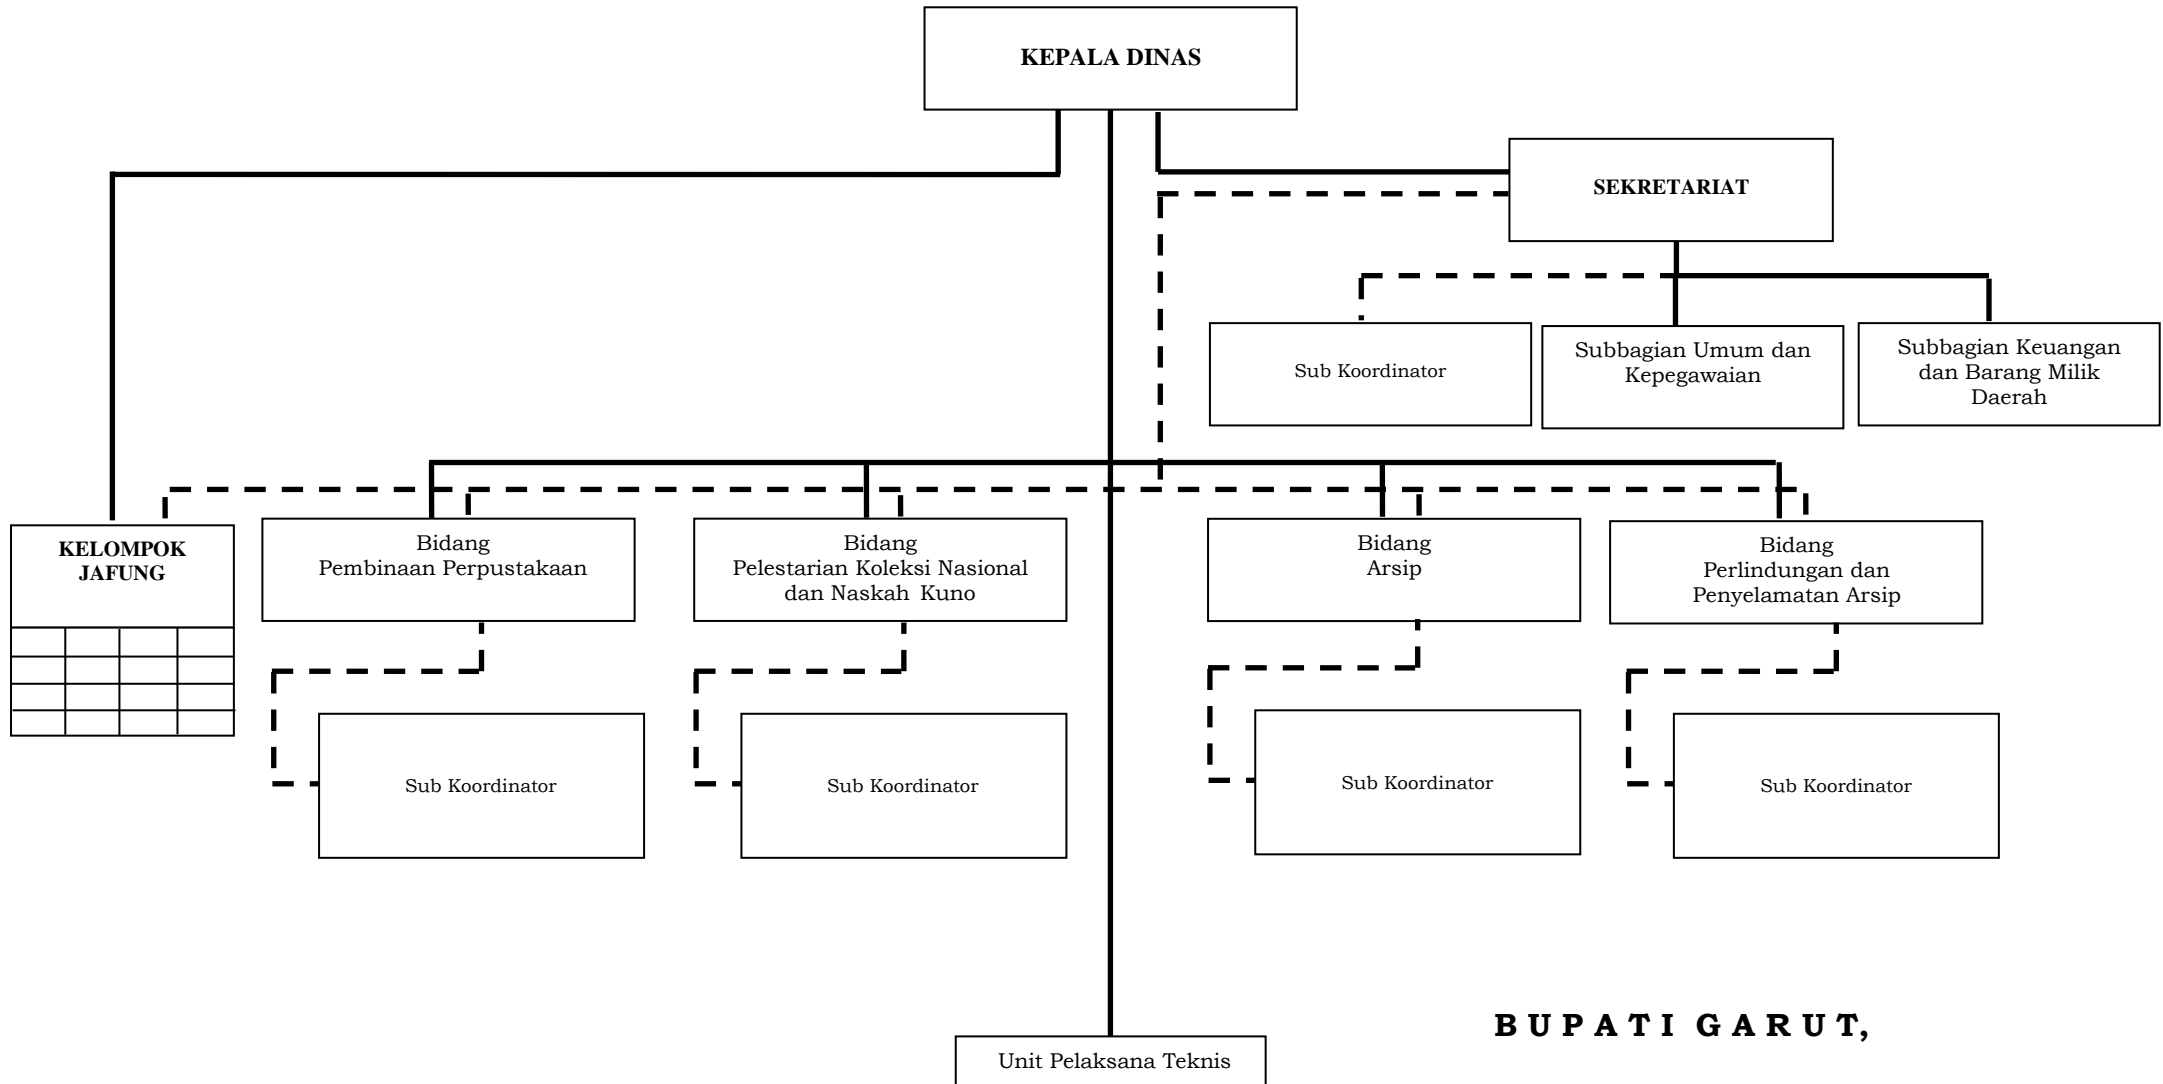 KEPALA DINAS
SEKRETARIAT
Sub Koordinator
Subbagian Umum dan
Kepegawaian
Subbagian Keuangan
dan Barang Milik
Daerah
KELOMPOK
JAFUNG
Bidang
Pembinaan Perpustakaan
Bidang
Pelestarian Koleksi Nasional
dan Naskah Kuno
Bidang
Arsip
Bidang
Perlindungan dan
Penyelamatan Arsip
Sub Koordinator
Sub Koordinator
Sub Koordinator
Sub Koordinator
B U P A T I G A R U T,
Unit Pelaksana Teknis